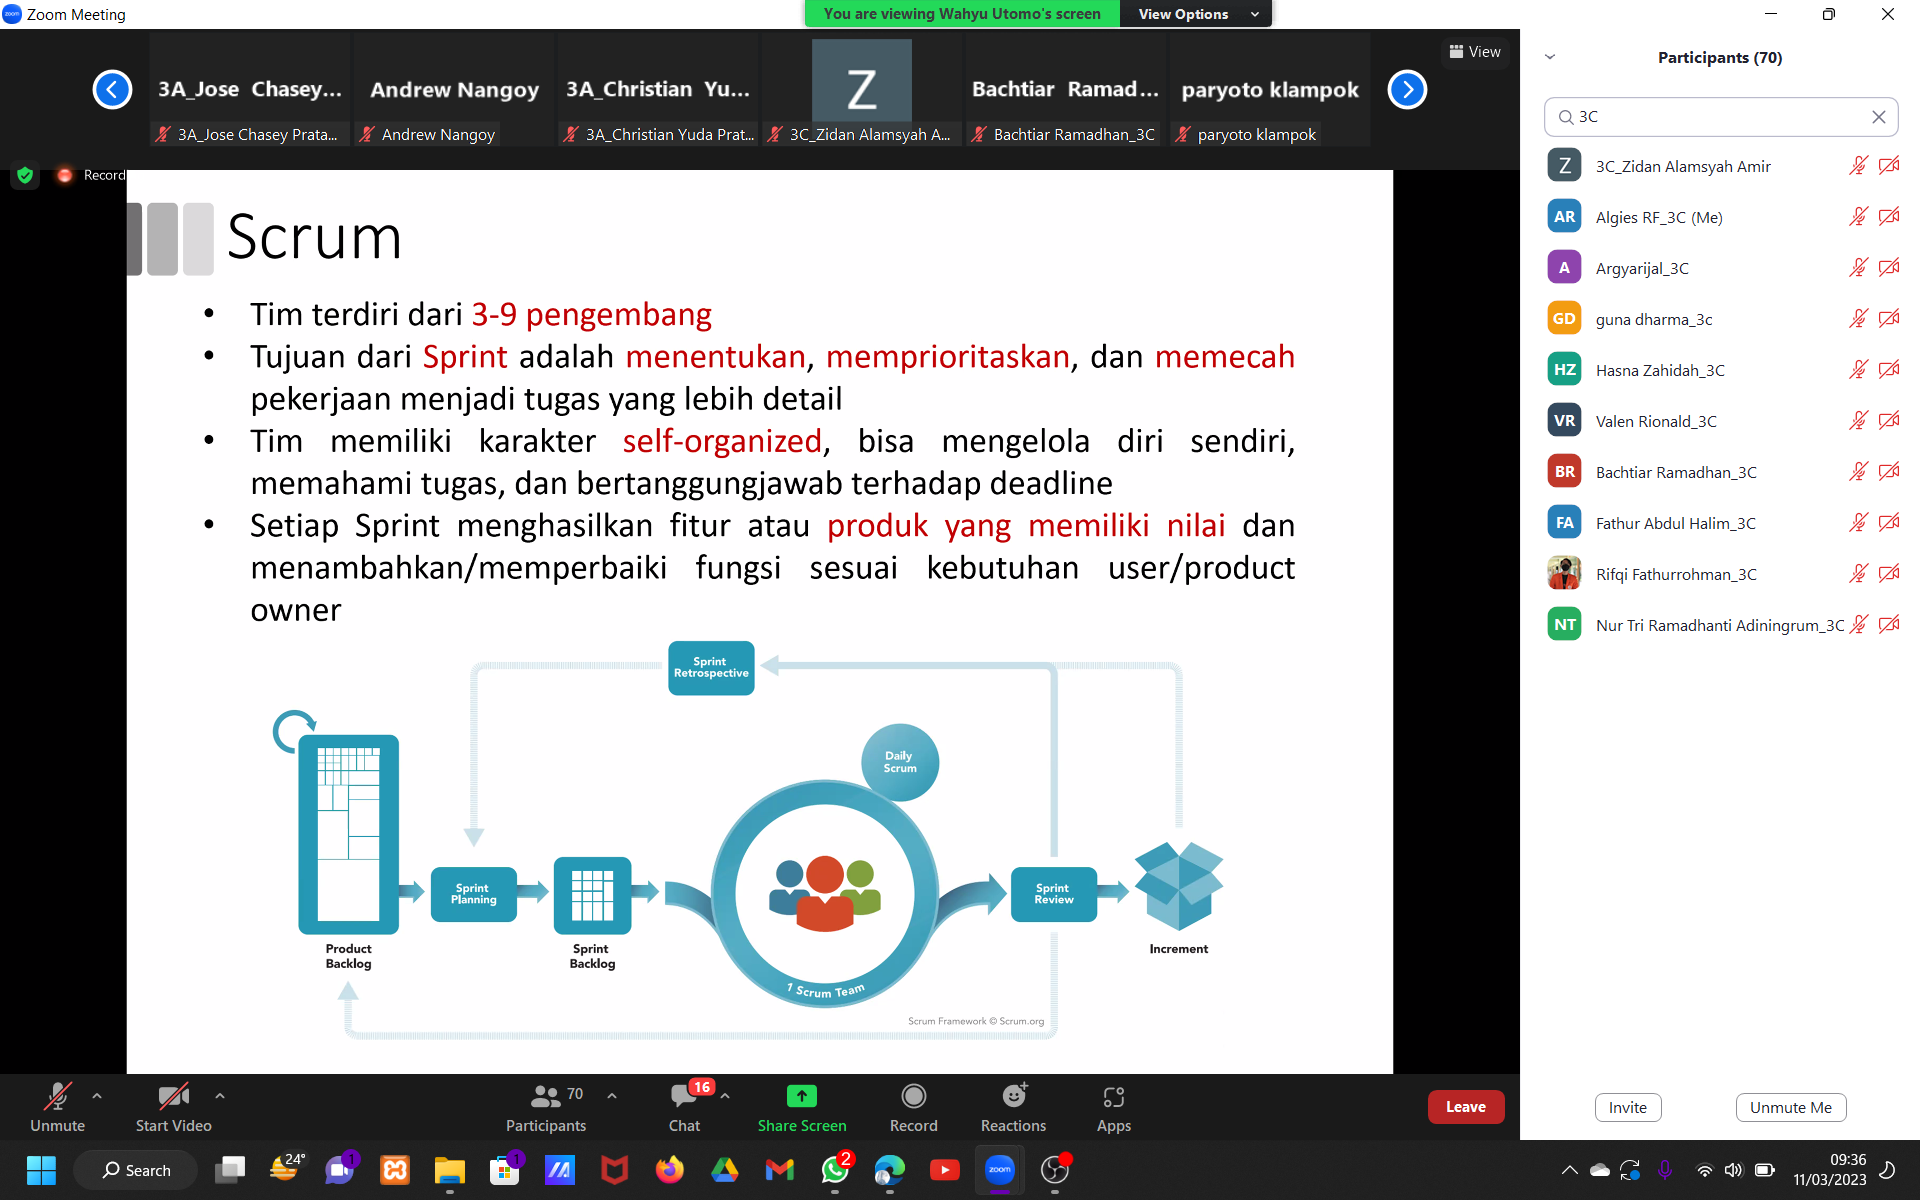 Zoom Meeting
You are viewing Wahyu Utomo's screen
View Options
View
3A_Jose Chasey...
Andrew Nangoy
3A_Christian Yu...
Z
Bachtiar Ramad...
paryoto klampok
3A_Jose Chasey Prata...
Andrew Nangoy
3A_Christian Yuda Prat...
3C_Zidan Alamsyah A...
Bachtiar Ramadhan_3C
paryoto klampok
Record
Scrum
• Tim terdiri dari 3-9 pengembang
• Tujuan dari Sprint adalah menentukan, memprioritaskan, dan memecah
pekerjaan menjadi tugas yang lebih detail
• Tim memiliki karakter self-organized, bisa mengelola diri sendiri,
memahami tugas, dan bertanggungjawab terhadap deadline
• Setiap Sprint menghasilkan fitur atau produk yang memiliki nilai dan
menambahkan/memperbaiki fungsi sesuai kebutuhan user/product
owner
Sprint
Retrospective
Daily
Scrum
Sprint
Planning
Sprint
Review
Product
Backlog
Sprint
Backlog
1 Scrum Team
Increment
Scrum Framework © Scrum.org
Participants (70)
3C
Z 3C_Zidan Alamsyah Amir
AR Algies RF_3C (Me)
A Argyarijal_3C
GD guna dharma_3c
HZ Hasna Zahidah_3C
VR Valen Rionald_3C
BR Bachtiar Ramadhan_3C
FA Fathur Abdul Halim_3C
Rifqi Fathurrohman_3C
NT Nur Tri Ramadhanti Adiningrum_3C
Invite
Unmute Me
Unmute
Start Video
70
Participants
16
Chat
Share Screen
Record
Reactions
Apps
Leave
Search
24°
1
1
2
zoom
09:36
11/03/2023